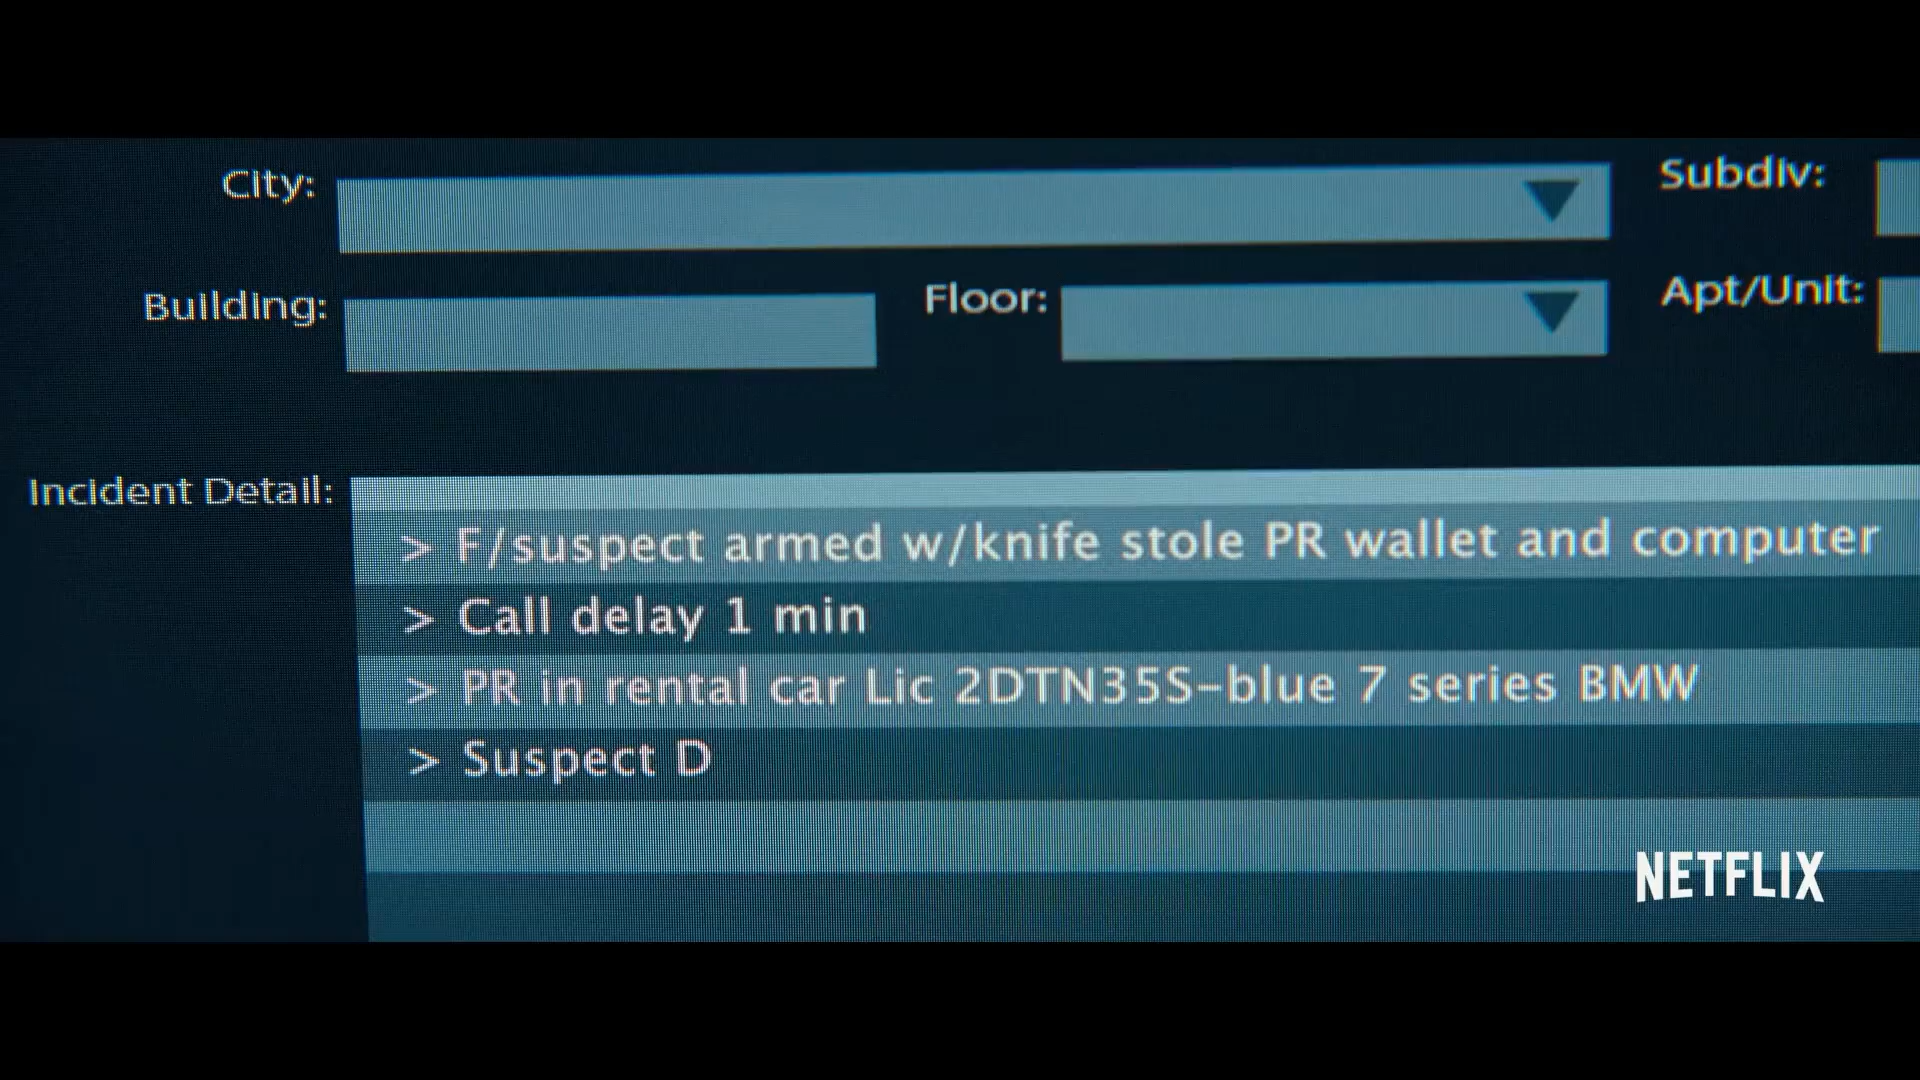 City:
Subdiv:
Building:
Floor:
Apt/Unit:
Incident Detail:
> F/suspect armed w/knife stole PR wallet and computer
> Call delay 1 min
> PR in rental car Lic 2DTN35S-blue 7 series BMW
> Suspect D
NETFLIX